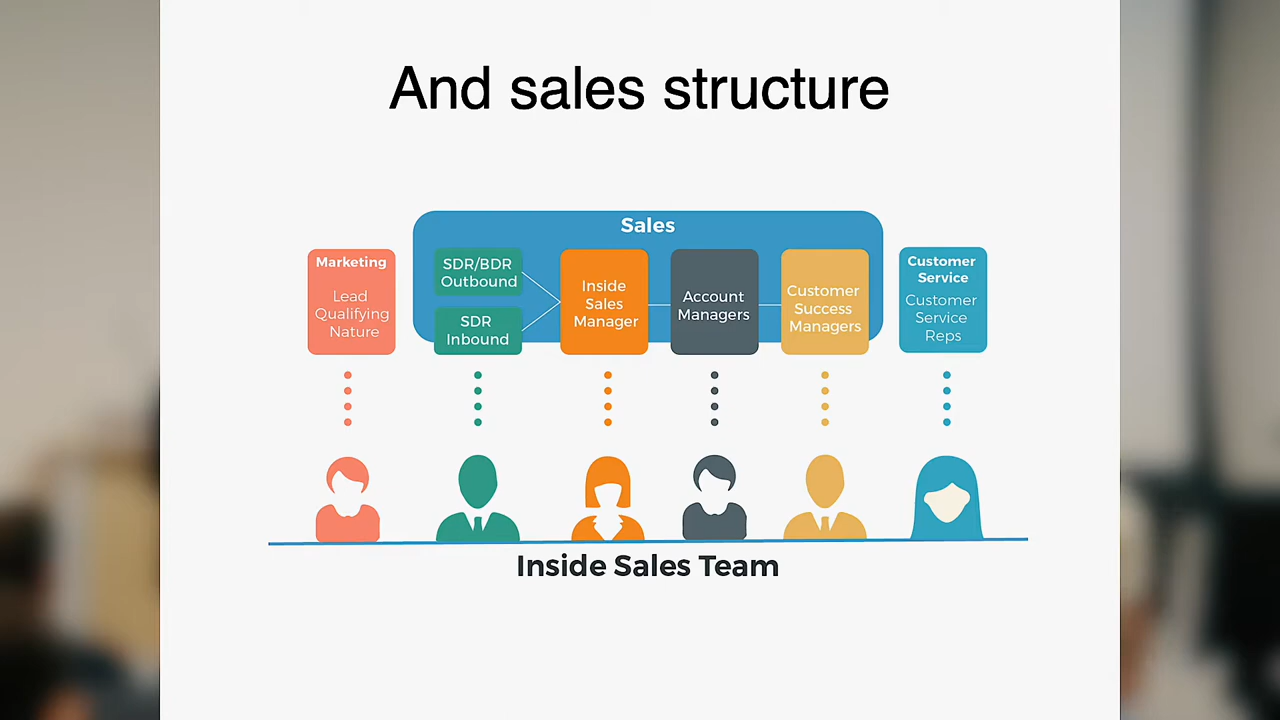 And sales structure
Sales
Marketing
Lead
Qualifying
Nature
SDR/BDR
Outbound
SDR
Inbound
Inside
Sales
Manager
Account
Managers
Customer
Success
Managers
Customer
Service
Customer
Service
Reps
Inside Sales Team